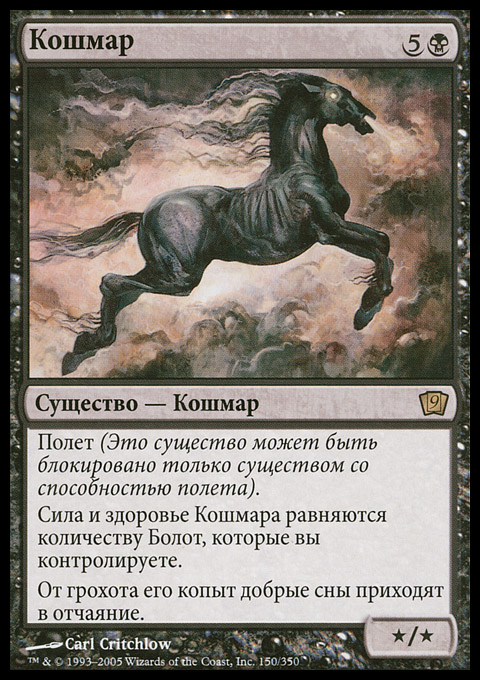 Кошмар 5
Существо — Кошмар
9
Полет (Это существо может быть
блокировано только существом со
способностью полета).
Сила и здоровье Кошмара равняются
количеству Болот, которые вы
контролируете.
От грохота его копыт добрые сны приходят
в отчаяние.
★/★
Carl Critchlow
™ & © 1993–2005 Wizards of the Coast, Inc. 150/350